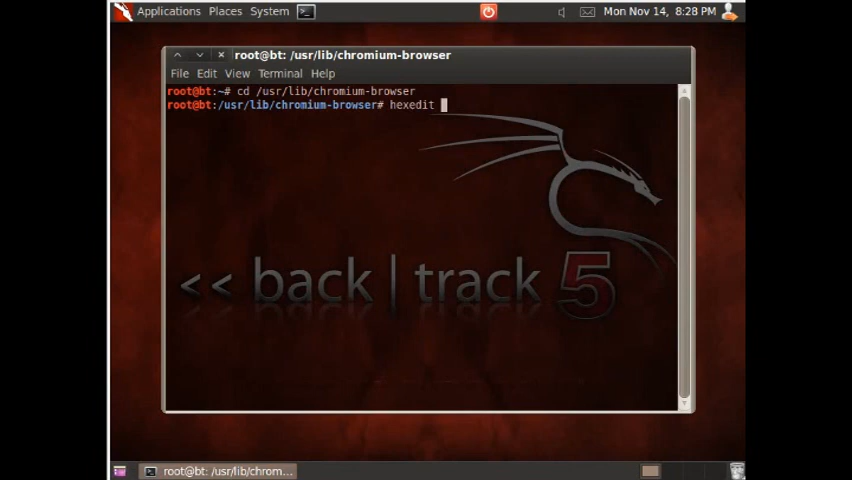 Applications Places System
Mon Nov 14, 8:28 PM
root@bt: /usr/lib/chromium-browser
File Edit View Terminal Help
root@bt:~# cd /usr/lib/chromium-browser
root@bt:/usr/lib/chromium-browser# hexedit
<< back | track 5
root@bt: /usr/lib/chrom...